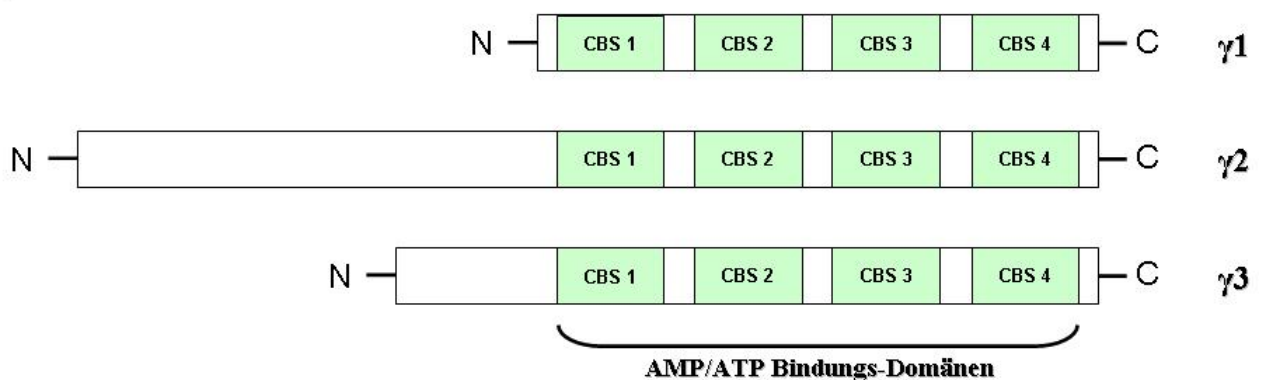 N CBS 1 CBS 2 CBS 3 CBS 4 C γ1
N CBS 1 CBS 2 CBS 3 CBS 4 C γ2
N CBS 1 CBS 2 CBS 3 CBS 4 C γ3
AMP/ATP Bindungs-Domänen